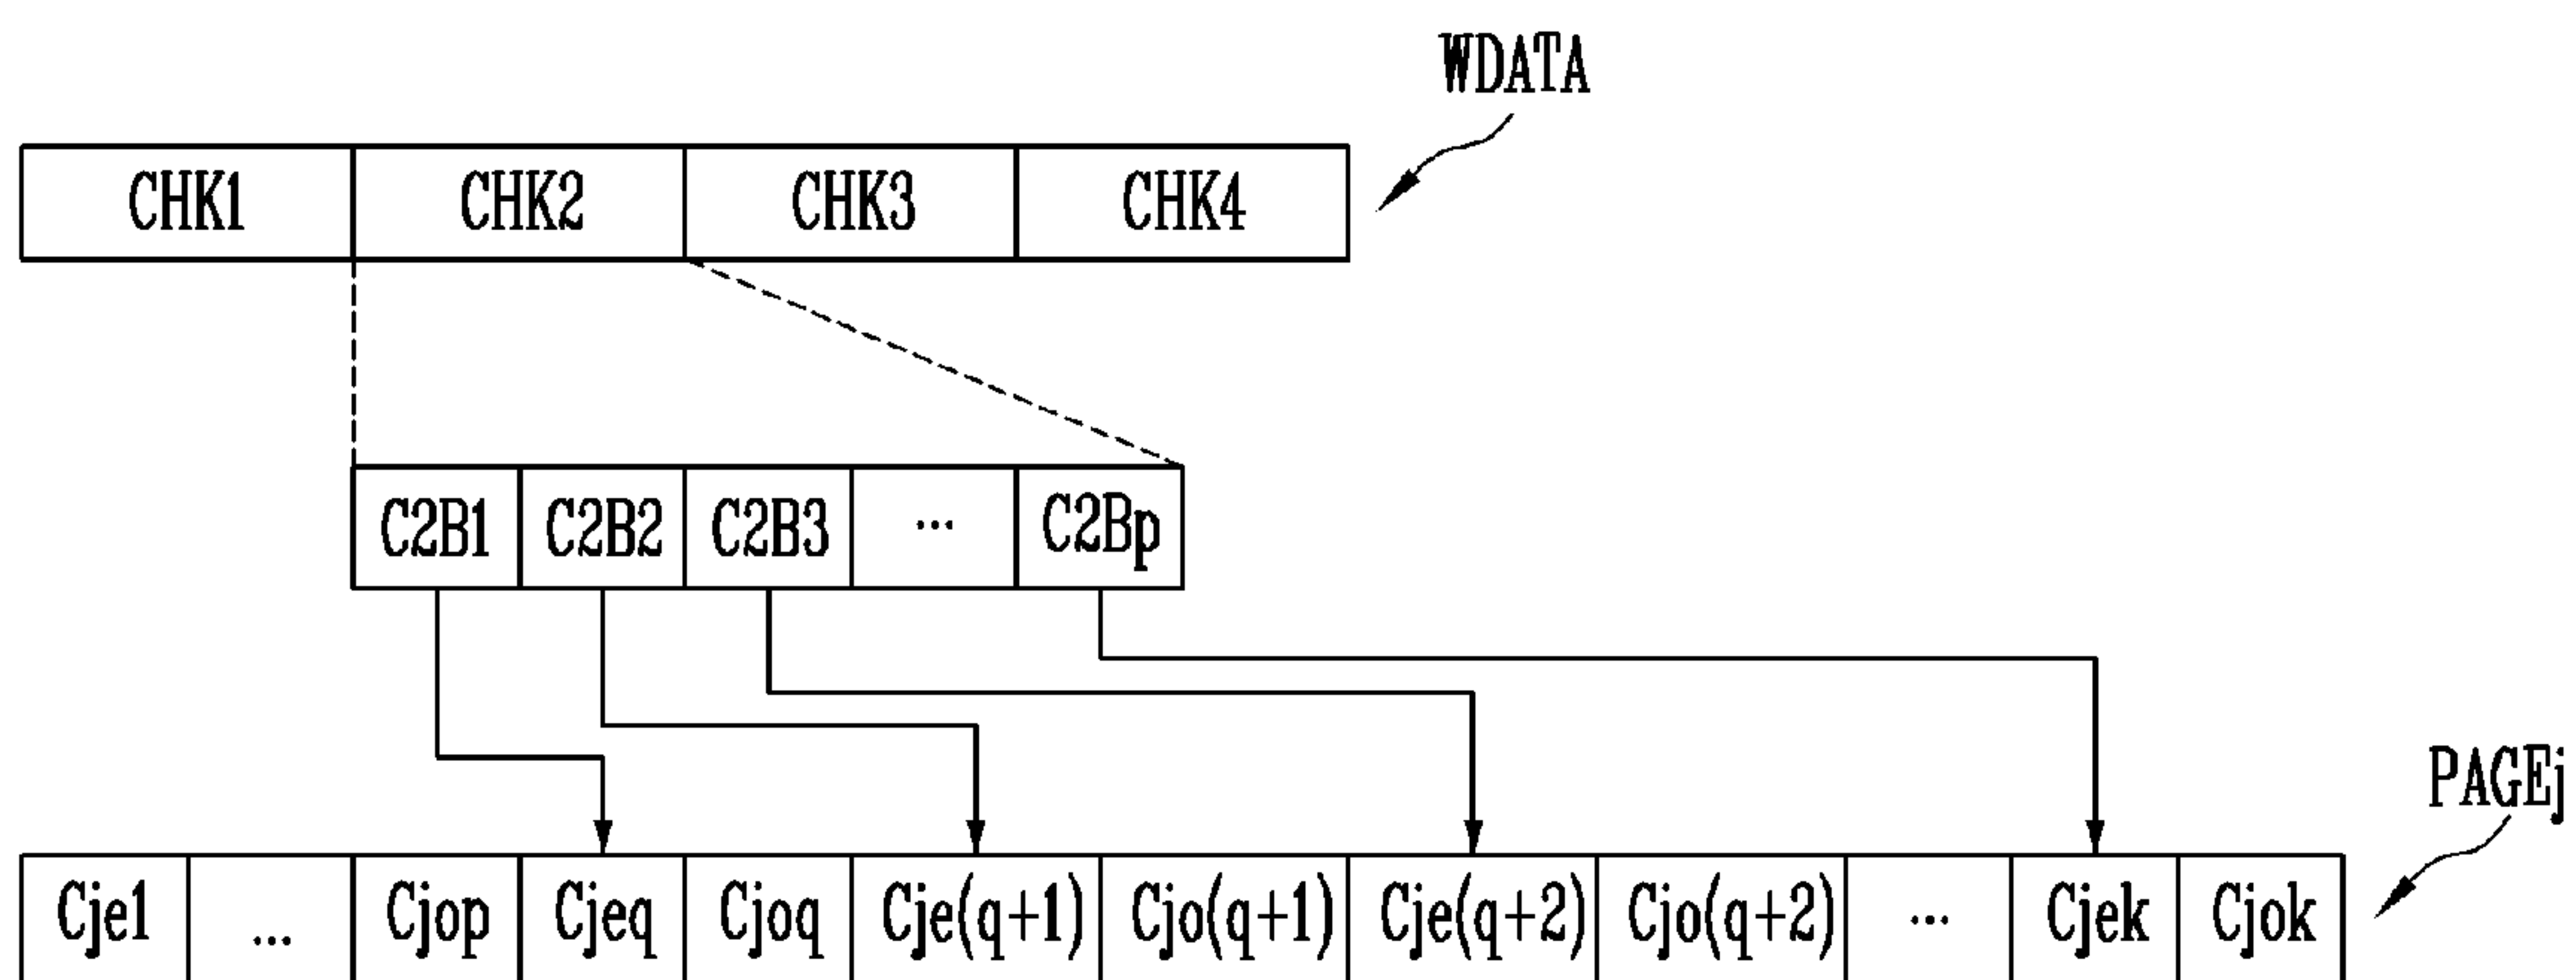 WDATA
CHK1 CHK2 CHK3 CHK4
C2B1 C2B2 C2B3 ... C2Bp
PAGEj
Cje1 ... Cjop Cjeq Cjoq Cje(q+1) Cjo(q+1) Cje(q+2) Cjo(q+2) ... Cjek Cjok